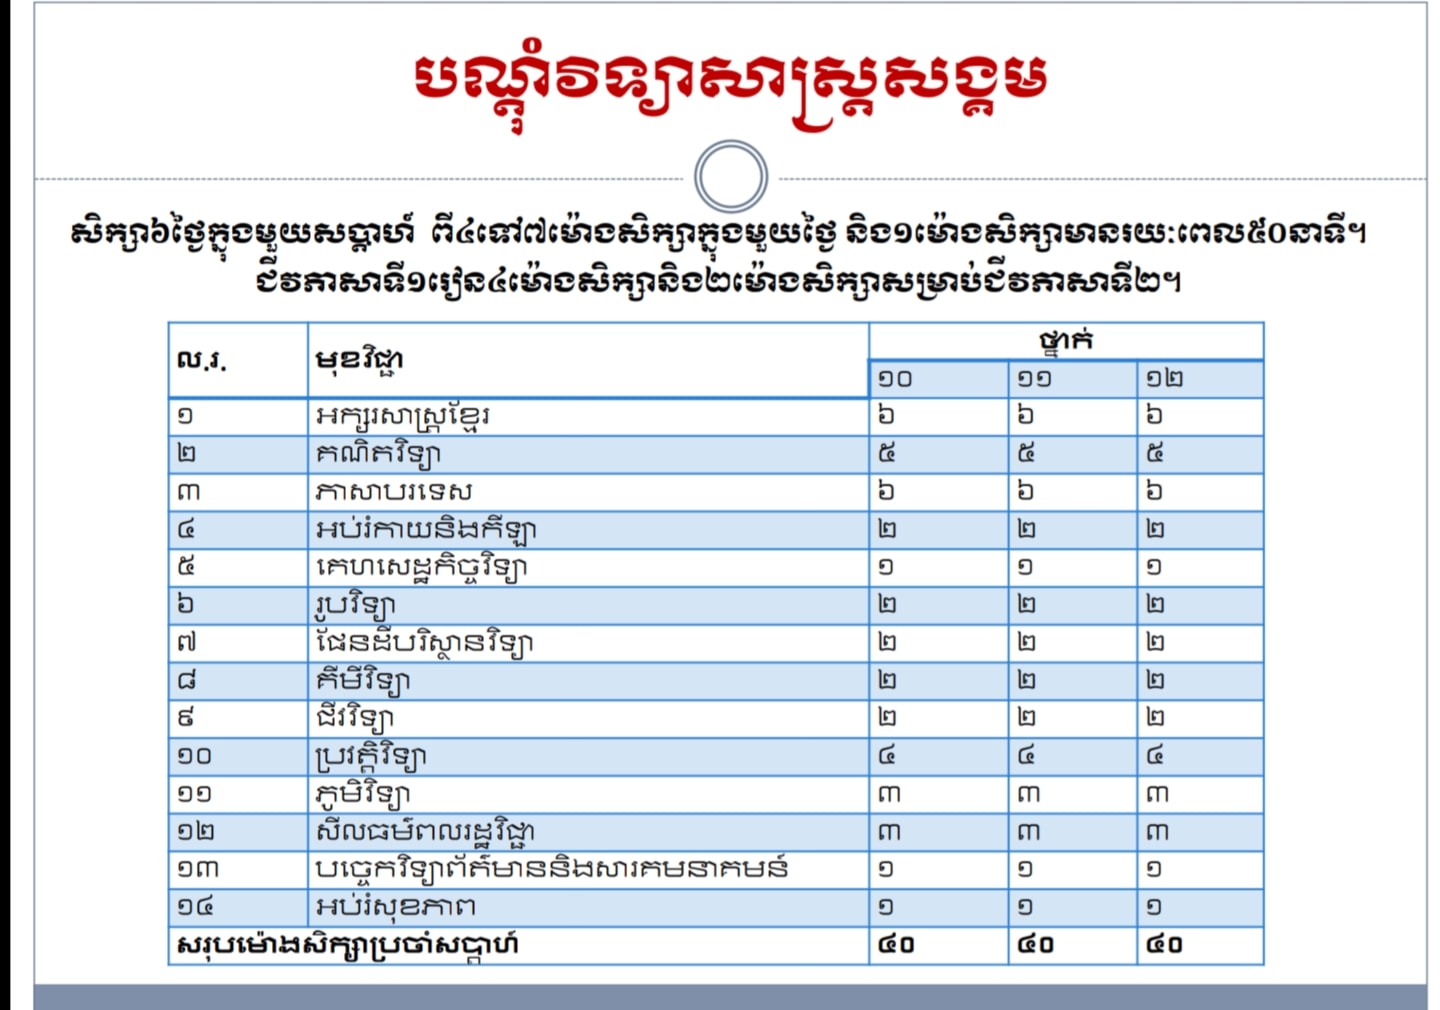 បណ្តុំវិទ្យាសាស្ត្រសង្គម
សិក្សា៦ថ្ងៃក្នុងមួយសប្តាហ៍ ពី៤ទៅ៧ម៉ោងសិក្សាក្នុងមួយថ្ងៃ និង១ម៉ោងសិក្សាមានរយៈពេល៥០នាទី។
ជីវភាសាទី១រៀន៤ម៉ោងសិក្សានិង២ម៉ោងសិក្សាសម្រាប់ជីវភាសាទី២។
ល.រ. មុខវិជ្ជា ថ្នាក់
១០ ១១ ១២
១ អក្សរសាស្ត្រខ្មែរ ៦ ៦ ៦
២ គណិតវិទ្យា ៥ ៥ ៥
៣ ភាសាបរទេស ៦ ៦ ៦
៤ អប់រំកាយនិងកីឡា ២ ២ ២
៥ គេហសេដ្ឋកិច្ចវិទ្យា ១ ១ ១
៦ រូបវិទ្យា ២ ២ ២
៧ ផែនដីបរិស្ថានវិទ្យា ២ ២ ២
៨ គីមីវិទ្យា ២ ២ ២
៩ ជីវវិទ្យា ២ ២ ២
១០ ប្រវត្តិវិទ្យា ៤ ៤ ៤
១១ ភូមិវិទ្យា ៣ ៣ ៣
១២ សីលធម៌ពលរដ្ឋវិជ្ជា ៣ ៣ ៣
១៣ បច្ចេកវិទ្យាព័ត៌មាននិងសារគមនាគមន៍ ១ ១ ១
១៤ អប់រំសុខភាព ១ ១ ១
សរុបម៉ោងសិក្សាប្រចាំសប្តាហ៍ ៤០ ៤០ ៤០